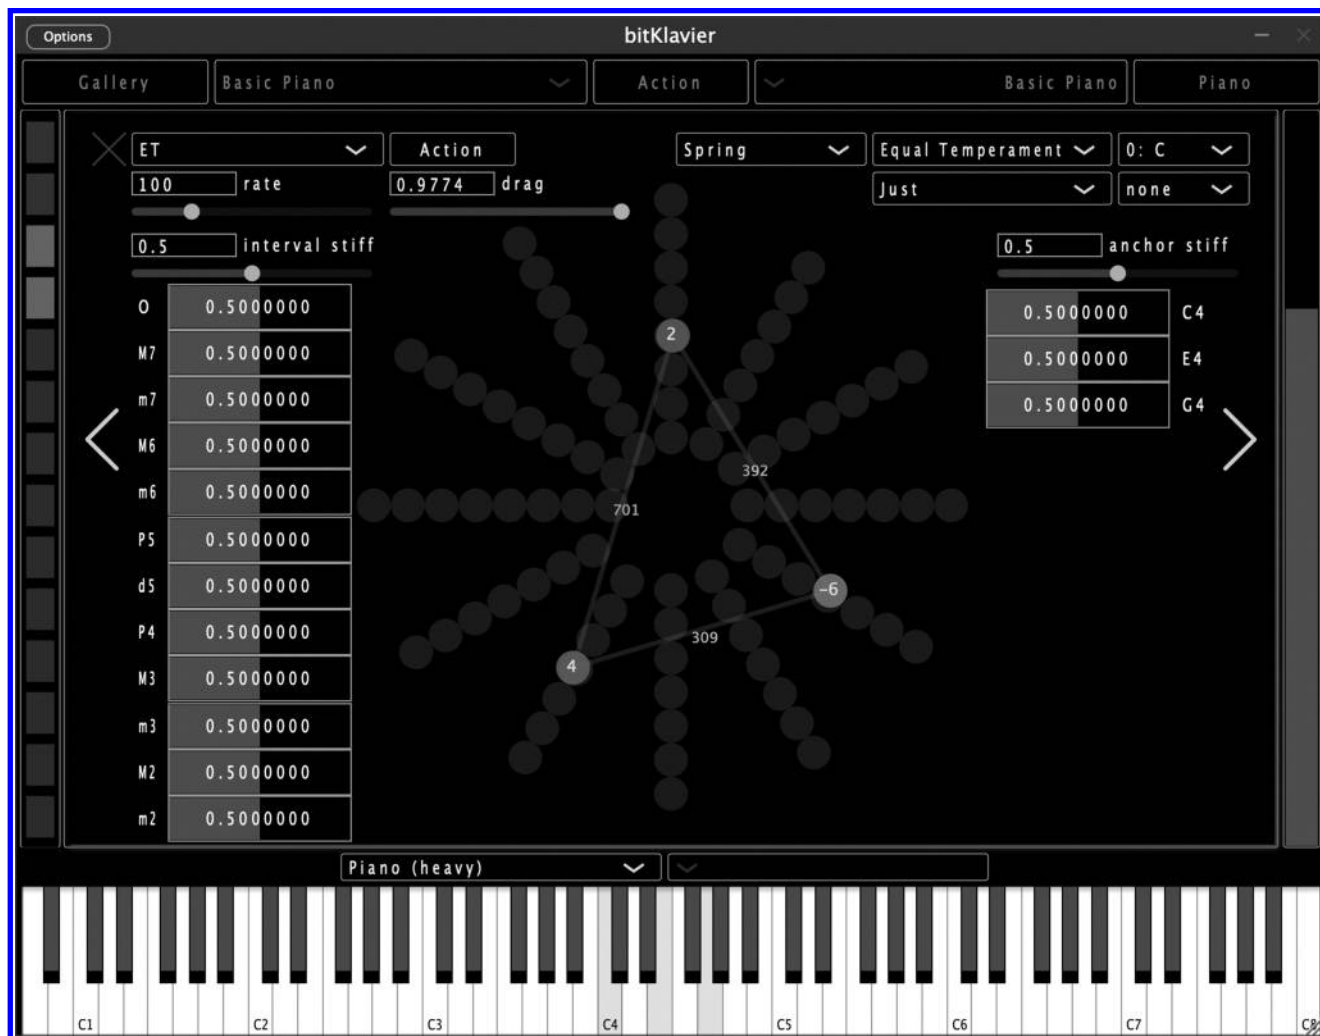 Options bitKlavier
Gallery Basic Piano Action Basic Piano Piano
ET Action Spring Equal Temperament 0: C
100 rate 0.9774 drag Just none
0.5 interval stiff 0.5 anchor stiff
O 0.5000000 0.5000000 C4
M7 0.5000000 0.5000000 E4
m7 0.5000000 0.5000000 G4
M6 0.5000000
m6 0.5000000
P5 0.5000000
d5 0.5000000
P4 0.5000000
M3 0.5000000
m3 0.5000000
M2 0.5000000
m2 0.5000000
2
392
701
-6
309
4
Piano (heavy)
C1 C2 C3 C4 C5 C6 C7 C8